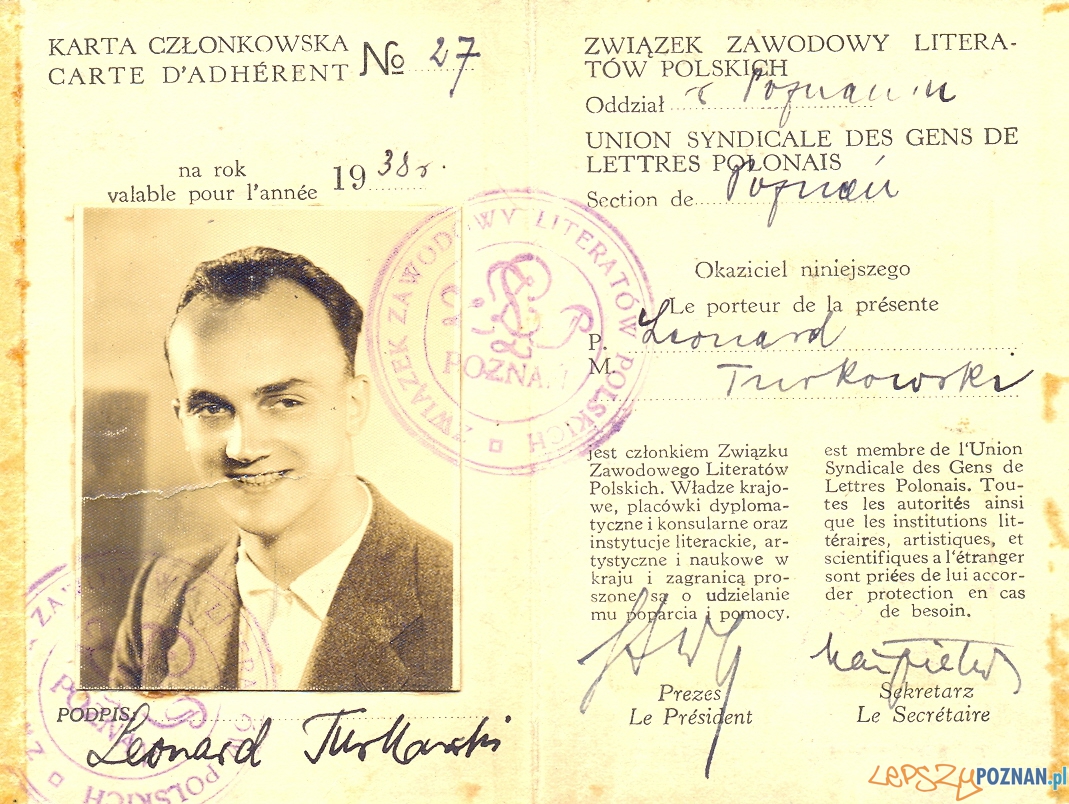 KARTA CZŁONKOWSKA
CARTE D'ADHÉRENT
No 27
na rok
valable pour l'année
19 38 r.
ZWIĄZEK ZAWODOWY LITERATÓW POLSKICH
POZNAŃ
PODPIS:
Leonard Turkowski
ZWIĄZEK ZAWODOWY LITERA-
TÓW POLSKICH
Oddział w Poznaniu
UNION SYNDICALE DES GENS DE
LETTRES POLONAIS
Section de Poznań
Okaziciel niniejszego
Le porteur de la présente
P. Leonard
M. Turkowski
jest członkiem Związku
Zawodowego Literatów
Polskich. Władze krajo-
we, placówki dyploma-
tyczne i konsularne oraz
instytucje literackie, ar-
tystyczne i naukowe w
kraju i zagranicą pro-
szone są o udzielanie
mu poparcia i pomocy.
Prezes
Le Président
est membre de l'Union
Syndicale des Gens de
Lettres Polonais. Tou-
tes les autorités ainsi
que les institutions lit-
téraires, artistiques, et
scientifiques a l'étranger
sont priées de lui accor-
der protection en cas
de besoin.
Sekretarz
Le Secrétaire
LEPSZYPOZNAN.pl